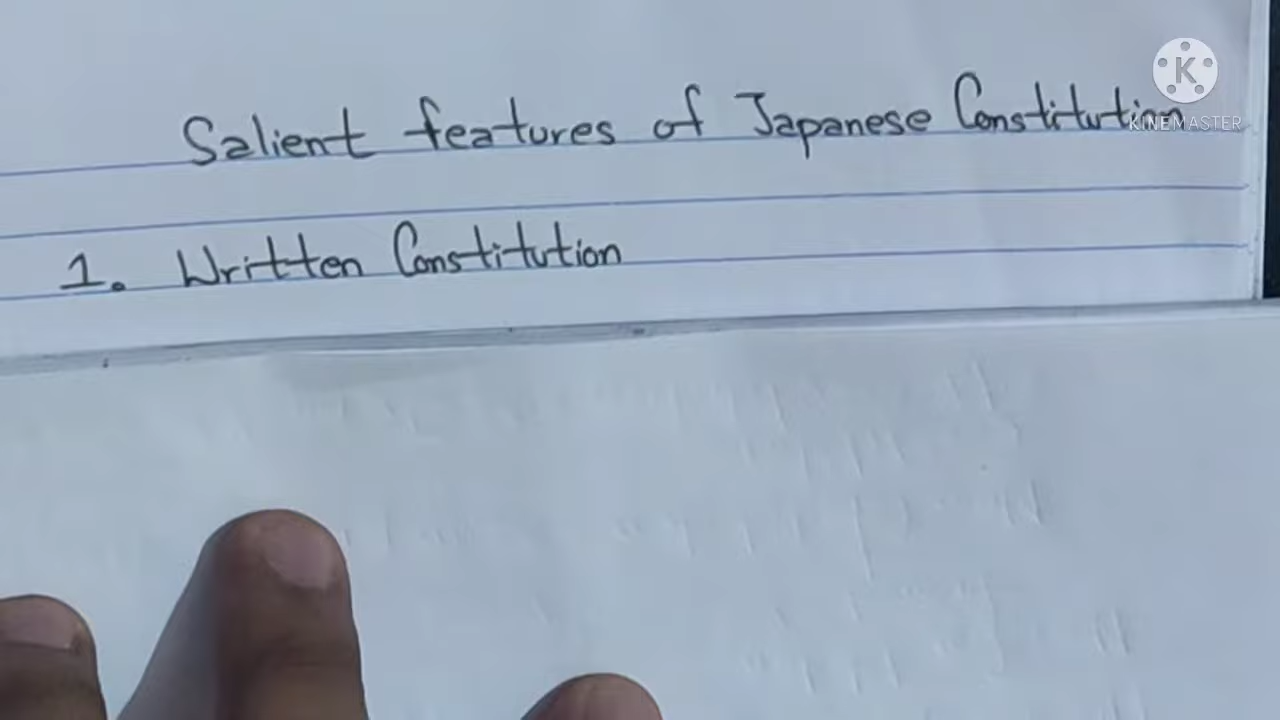 Salient features of Japanese Constitution
K
KINEMASTER
1. Written Constitution